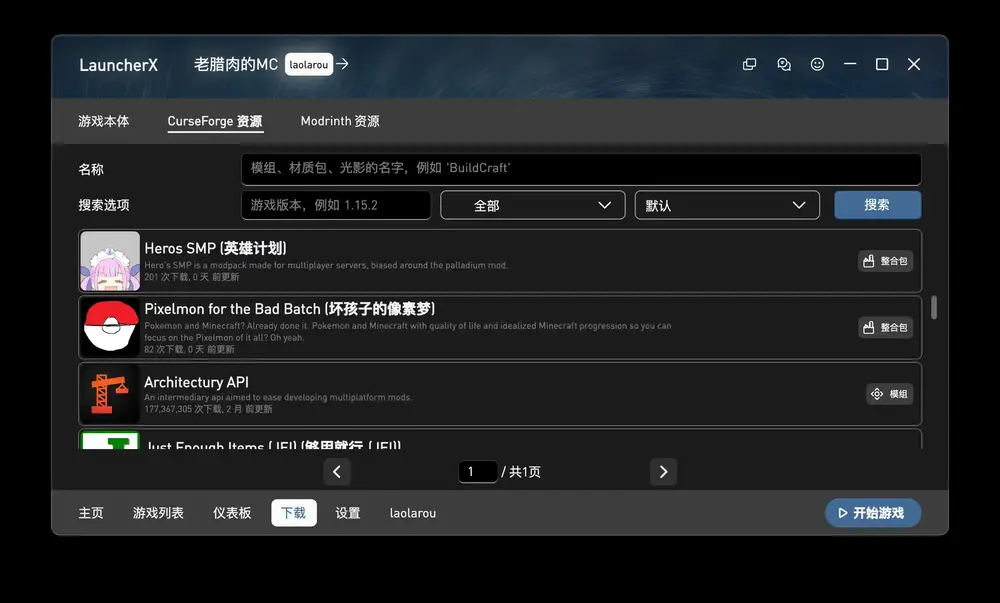 LauncherX
老腊肉的MC laolarou
游戏本体 CurseForge 资源 Modrinth 资源
名称 模组、材质包、光影的名字，例如 'BuildCraft'
搜索选项 游戏版本，例如 1.15.2 全部 默认 搜索
Heros SMP (英雄计划)
Hero's SMP is a modpack made for multiplayer servers, biased around the palladium mod.
201 次下载, 0 天 前更新
整合包
Pixelmon for the Bad Batch (坏孩子的像素梦)
Pokemon and Minecraft? Already done it. Pokemon and Minecraft with quality of life and idealized Minecraft progression so you can
focus on the Pixelmon of it all? Oh yeah.
82 次下载, 0 天 前更新
整合包
Architectury API
An intermediary api aimed to ease developing multiplatform mods.
177,367,305 次下载, 2 月 前更新
模组
Just Enough Items (JEI) (够用就行 (JEI))
1 / 共1页
主页 游戏列表 仪表板 下载 设置 laolarou 开始游戏